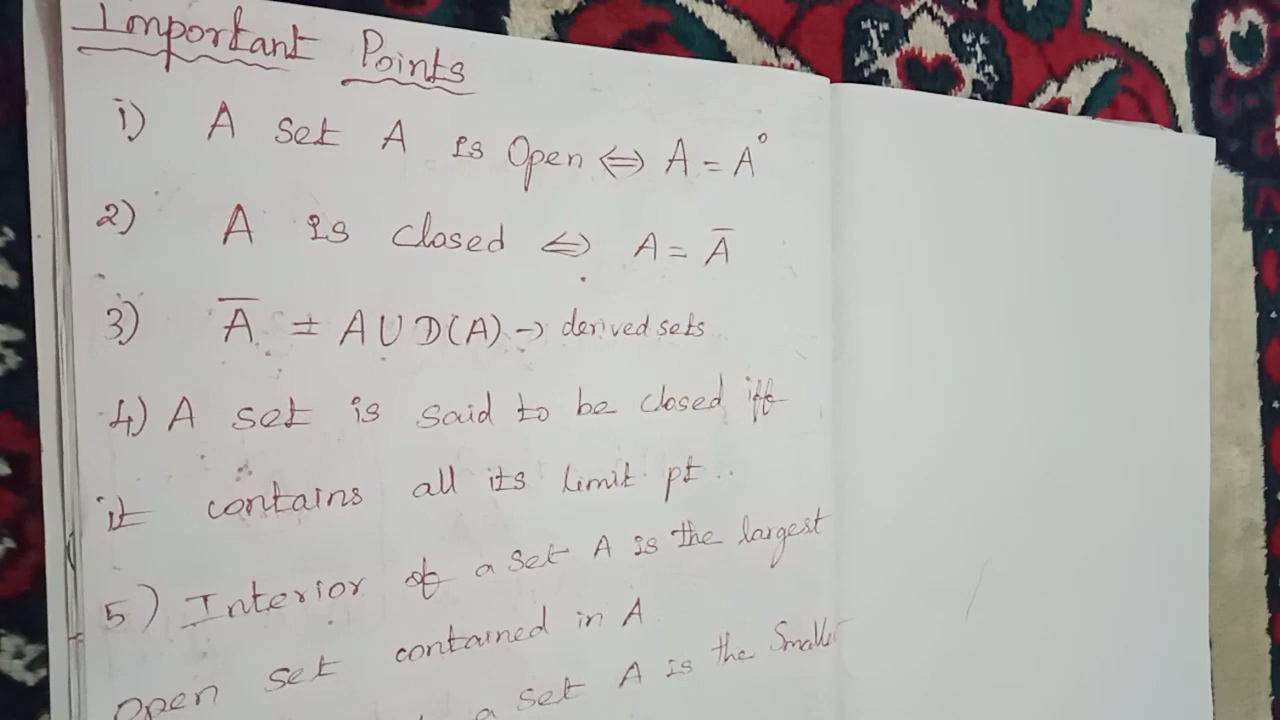 Important Points
1) A set A is Open ⇔ A = A°
2) A is closed ⇔ A = A̅
3) A̅ = A ∪ D(A) → derived sets
4) A set is said to be closed iff
it contains all its limit pt..
5) Interior of a set A is the largest
Open set contained in A
a set A is the Smalle